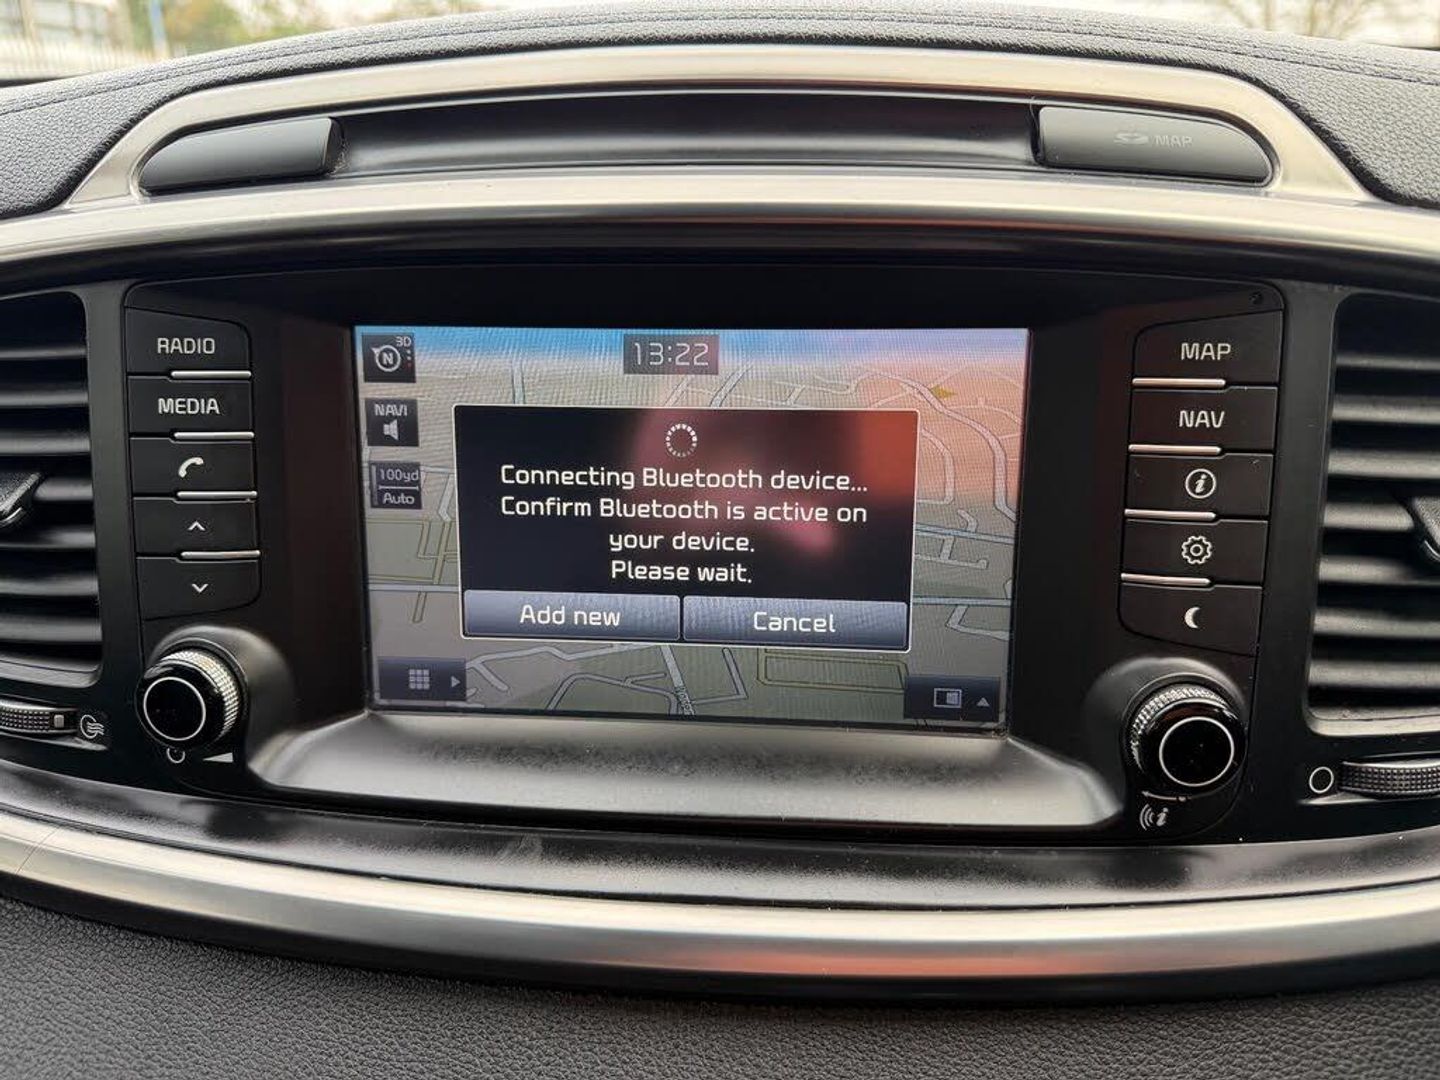 MAP
RADIO
MEDIA
3D
N
NAVI
100yd
Auto
13:22
Connecting Bluetooth device...
Confirm Bluetooth is active on
your device.
Please wait.
Add new
Cancel
MAP
NAV
i
i